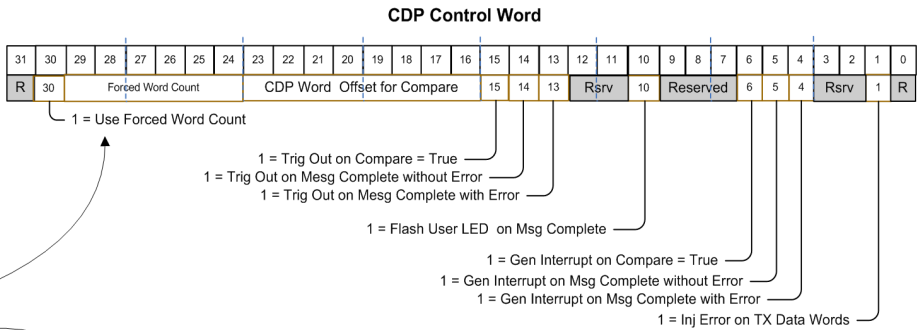 CDP Control Word
31 30 29 28 27 26 25 24 23 22 21 20 19 18 17 16 15 14 13 12 11 10 9 8 7 6 5 4 3 2 1 0
R 30 Forced Word Count CDP Word Offset for Compare 15 14 13 Rsrv 10 Reserved 6 5 4 Rsrv 1 R
1 = Use Forced Word Count
1 = Trig Out on Compare = True
1 = Trig Out on Mesg Complete without Error
1 = Trig Out on Mesg Complete with Error
1 = Flash User LED on Msg Complete
1 = Gen Interrupt on Compare = True
1 = Gen Interrupt on Msg Complete without Error
1 = Gen Interrupt on Msg Complete with Error
1 = Inj Error on TX Data Words